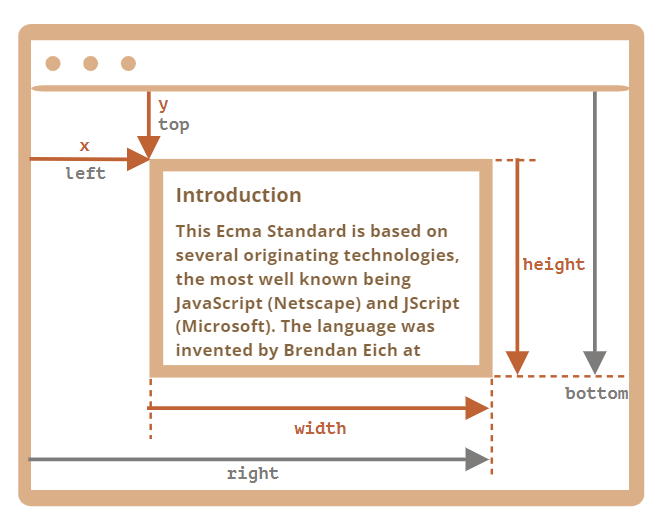 y
top
x
left
Introduction
This Ecma Standard is based on
several originating technologies,
the most well known being
JavaScript (Netscape) and JScript
(Microsoft). The language was
invented by Brendan Eich at
height
bottom
width
right